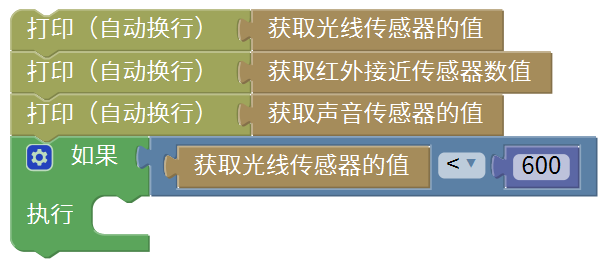 打印（自动换行） 获取光线传感器的值
打印（自动换行） 获取红外接近传感器数值
打印（自动换行） 获取声音传感器的值
如果 获取光线传感器的值 < 600
执行